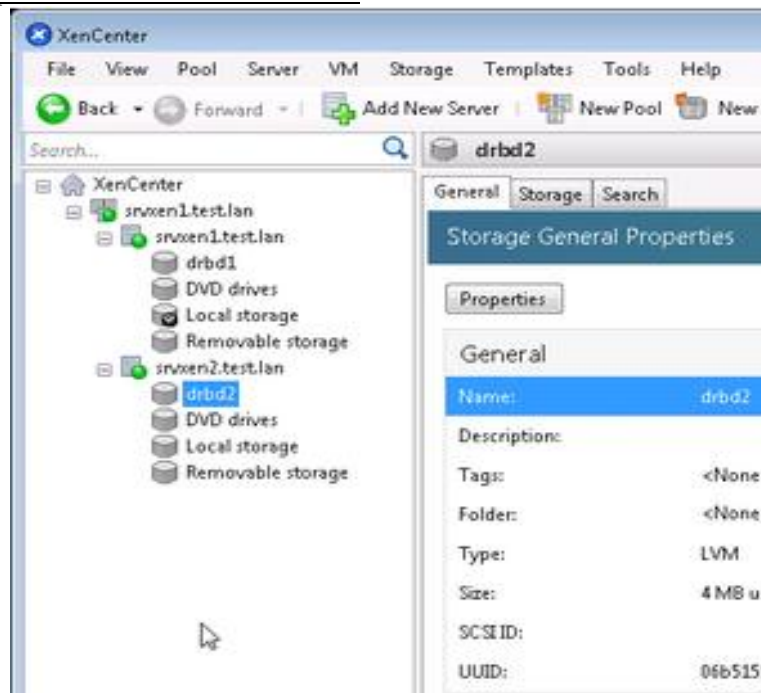 XenCenter
File View Pool Server VM Storage Templates Tools Help
Back Forward Add New Server New Pool New
Search...
drbd2
XenCenter
srvxen1.test.lan
srvxen1.test.lan
drbd1
DVD drives
Local storage
Removable storage
srvxen2.test.lan
drbd2
DVD drives
Local storage
Removable storage
General Storage Search
Storage General Properties
Properties
General
Name: drbd2
Description:
Tags: <None
Folder: <None
Type: LVM
Size: 4 MB u
SCSI ID:
UUID: 06b515